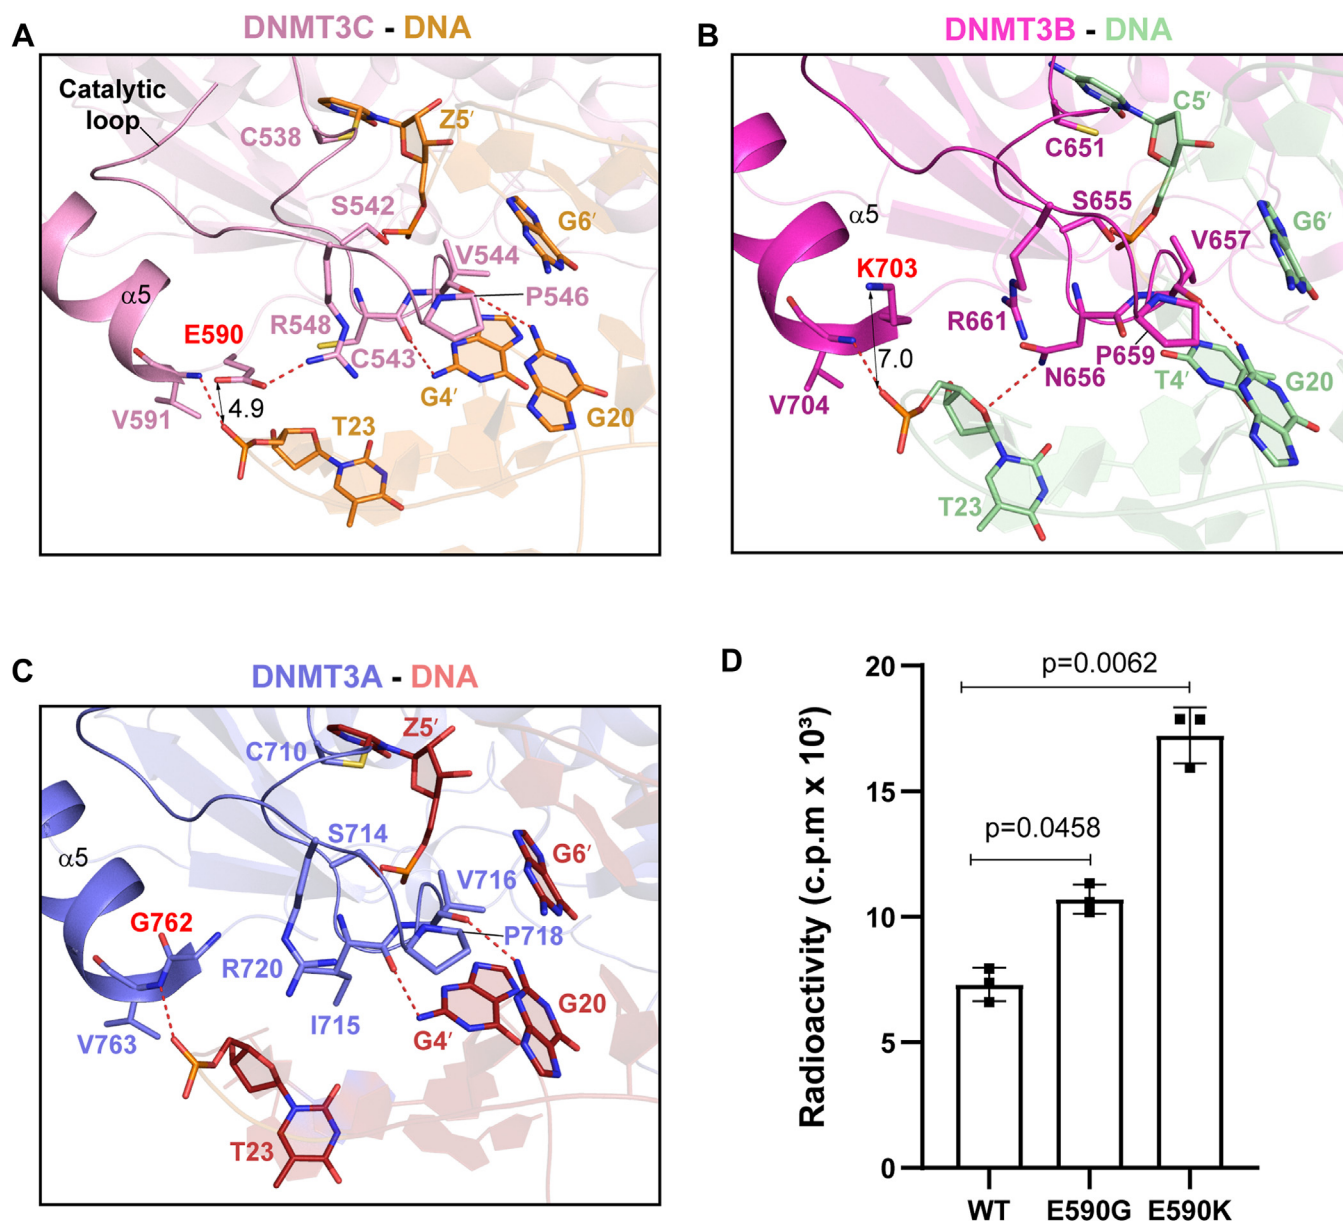 A
DNMT3C - DNA
Catalytic
loop
C538
Z5′
S542
G6′
V544
α5
P546
E590
R548
C543
G4′
V591
4.9
T23
G20
B
DNMT3B - DNA
C5′
C651
α5
S655
G6′
V657
K703
R661
P659
7.0
N656
T4′
G20
V704
T23
C
DNMT3A - DNA
Z5′
C710
S714
α5
G6′
V716
G762
P718
R720
G20
I715
G4′
V763
T23
D
Radioactivity (c.p.m x 10³)
20
15
10
5
0
p=0.0062
p=0.0458
WT E590G E590K